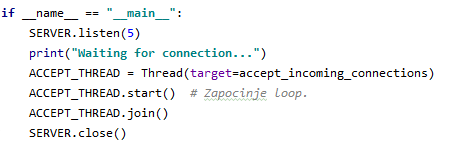 if __name__ == "__main__":
    SERVER.listen(5)
    print("Waiting for connection...")
    ACCEPT_THREAD = Thread(target=accept_incoming_connections)
    ACCEPT_THREAD.start()  # Zapocinje loop.
    ACCEPT_THREAD.join()
    SERVER.close()